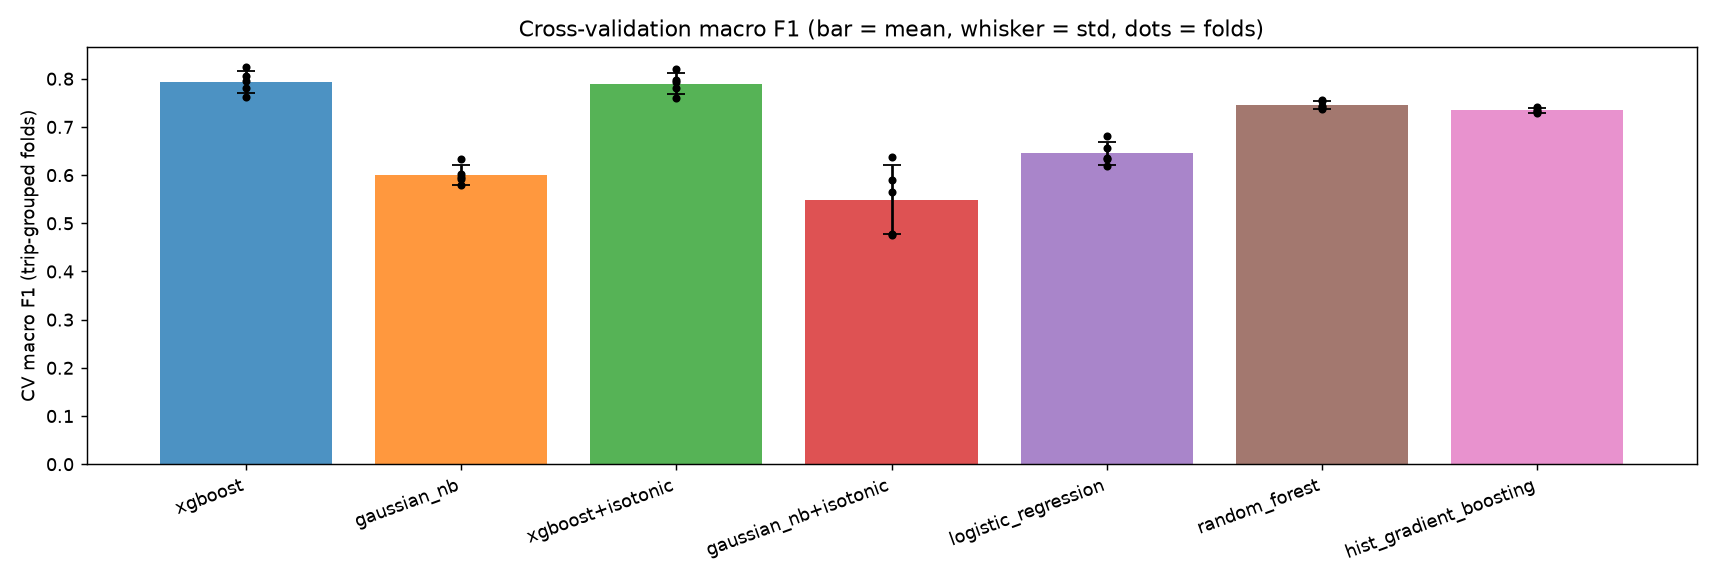 Cross-validation macro F1 (bar = mean, whisker = std, dots = folds)
CV macro F1 (trip-grouped folds)
0.8
0.7
0.6
0.5
0.4
0.3
0.2
0.1
0.0
xgboost
gaussian_nb
xgboost+isotonic
gaussian_nb+isotonic
logistic_regression
random_forest
hist_gradient_boosting